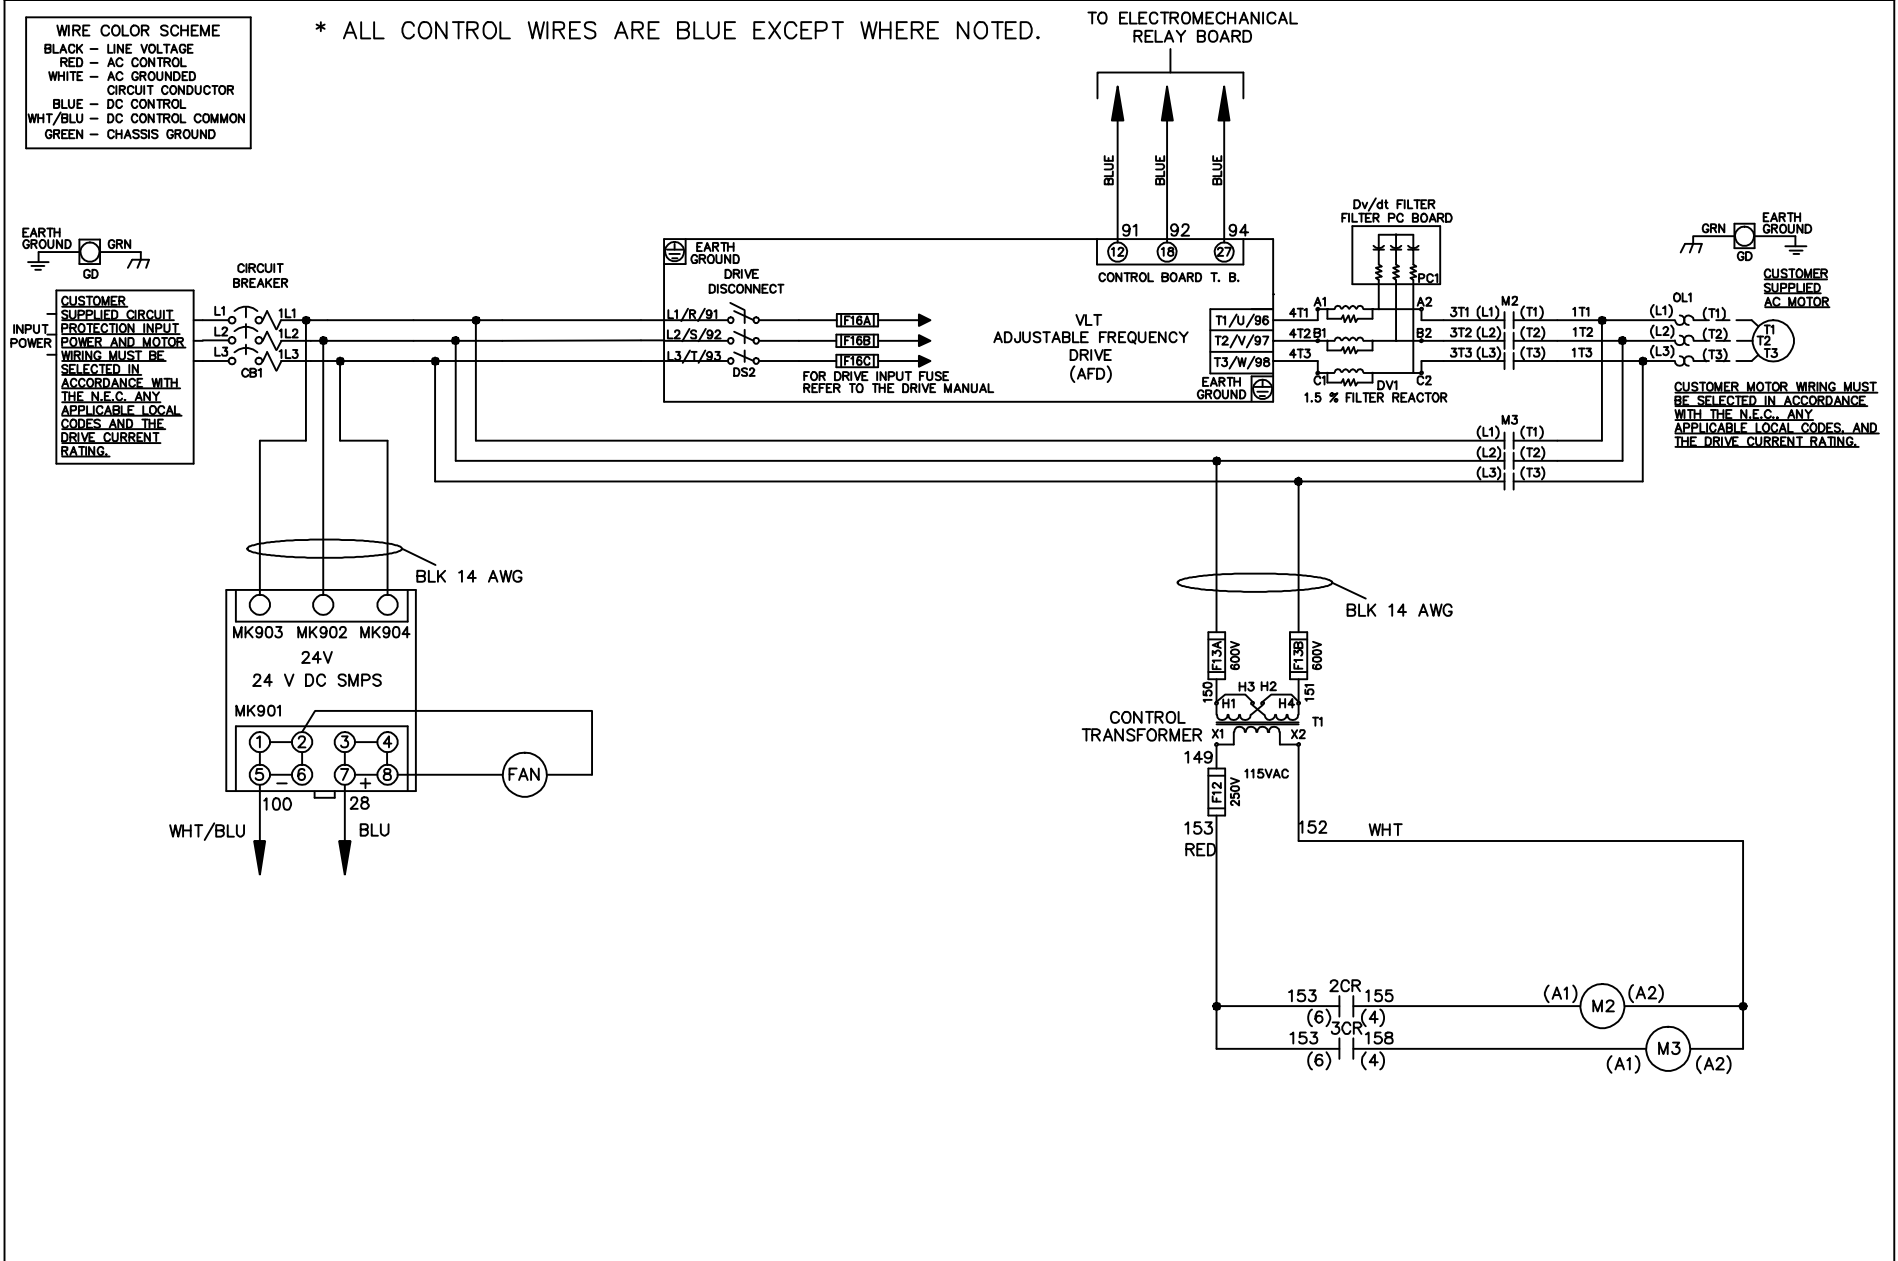 WIRE COLOR SCHEME
BLACK – LINE VOLTAGE
RED – AC CONTROL
WHITE – AC GROUNDED
CIRCUIT CONDUCTOR
BLUE – DC CONTROL
WHT/BLU – DC CONTROL COMMON
GREEN – CHASSIS GROUND
* ALL CONTROL WIRES ARE BLUE EXCEPT WHERE NOTED.
TO ELECTROMECHANICAL
RELAY BOARD
BLUE
BLUE
BLUE
91
92
94
12
18
27
CONTROL BOARD T. B.
EARTH
GROUND
GRN
GD
INPUT
POWER
CUSTOMER
SUPPLIED CIRCUIT
PROTECTION INPUT
POWER AND MOTOR
WIRING MUST BE
SELECTED IN
ACCORDANCE WITH
THE N.E.C. ANY
APPLICABLE LOCAL
CODES AND THE
DRIVE CURRENT
RATING.
CIRCUIT
BREAKER
L1
1L1
L2
1L2
L3
1L3
CB1
EARTH
GROUND
DRIVE
DISCONNECT
L1/R/91
L2/S/92
L3/T/93
DS2
F16A
F16B
F16C
FOR DRIVE INPUT FUSE
REFER TO THE DRIVE MANUAL
VLT
ADJUSTABLE FREQUENCY
DRIVE
(AFD)
T1/U/96
T2/V/97
T3/W/98
EARTH
GROUND
Dv/dt FILTER
FILTER PC BOARD
PC1
4T1
A1
A2
4T2
B1
B2
4T3
C1
DV1
C2
1.5 % FILTER REACTOR
M2
3T1 (L1) (T1) 1T1
3T2 (L2) (T2) 1T2
3T3 (L3) (T3) 1T3
OL1
(L1) (T1)
(L2) (T2)
(L3) (T3)
T1
T2
T3
GRN
EARTH
GROUND
GD
CUSTOMER
SUPPLIED
AC MOTOR
CUSTOMER MOTOR WIRING MUST
BE SELECTED IN ACCORDANCE
WITH THE N.E.C., ANY
APPLICABLE LOCAL CODES, AND
THE DRIVE CURRENT RATING.
M3
(L1) (T1)
(L2) (T2)
(L3) (T3)
BLK 14 AWG
MK903 MK902 MK904
24V
24 V DC SMPS
MK901
1 2 3 4
5 – 6 7 + 8
FAN
100
28
WHT/BLU
BLU
BLK 14 AWG
F13A
600V
F13B
600V
150
151
H3 H2
H1
H4
CONTROL
TRANSFORMER
T1
X1
X2
149
115VAC
F12
250V
153
RED
152
WHT
2CR
153
155
(6)
(4)
(A1)
M2
(A2)
3CR
153
158
(6)
(4)
(A1)
M3
(A2)